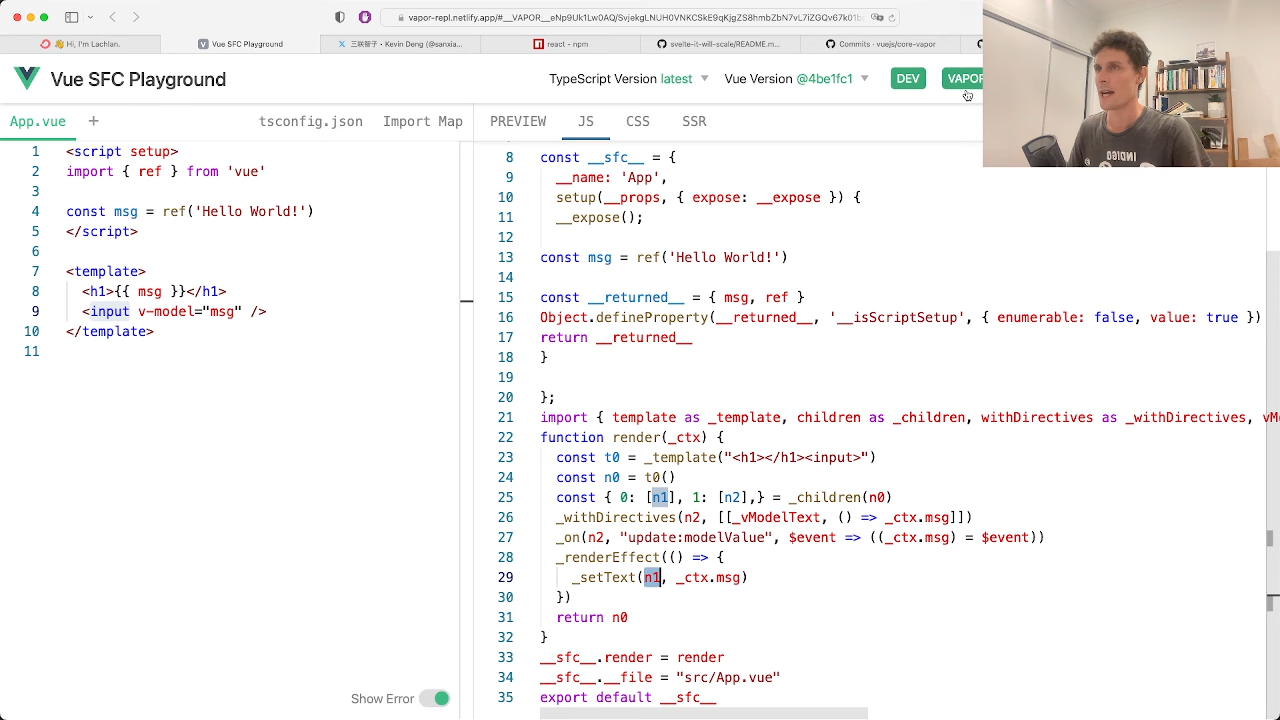 vapor-repl.netlify.app/#__VAPOR__eNp9Uk1Lw0AQ/SvjekgLNUH0VNKCSkE9qKjgZS8hmbZbN7vL7iZGQv67k01b
👋 Hi, I'm Lachlan.
Vue SFC Playground
三咲智子 / Kevin Deng (@sanxia...
react - npm
svelte-it-will-scale/README.m...
Commits · vuejs/core-vapor
Vue SFC Playground
TypeScript Version latest
Vue Version @4be1fc1
DEV
VAPOR
App.vue
+
tsconfig.json
Import Map
PREVIEW
JS
CSS
SSR
1 <script setup>
2 import { ref } from 'vue'
3
4 const msg = ref('Hello World!')
5 </script>
6
7 <template>
8 <h1>{{ msg }}</h1>
9 <input v-model="msg" />
10 </template>
11
Show Error
8 const __sfc__ = {
9 __name: 'App',
10 setup(__props, { expose: __expose }) {
11 __expose();
12
13 const msg = ref('Hello World!')
14
15 const __returned__ = { msg, ref }
16 Object.defineProperty(__returned__, '__isScriptSetup', { enumerable: false, value: true })
17 return __returned__
18 }
19
20 };
21 import { template as _template, children as _children, withDirectives as _withDirectives, vMo
22 function render(_ctx) {
23 const t0 = _template("<h1></h1><input>")
24 const n0 = t0()
25 const { 0: [n1], 1: [n2],} = _children(n0)
26 _withDirectives(n2, [[_vModelText, () => _ctx.msg]])
27 _on(n2, "update:modelValue", $event => ((_ctx.msg) = $event))
28 _renderEffect(() => {
29 _setText(n1, _ctx.msg)
30 })
31 return n0
32 }
33 __sfc__.render = render
34 __sfc__.__file = "src/App.vue"
35 export default __sfc__
INDIGO